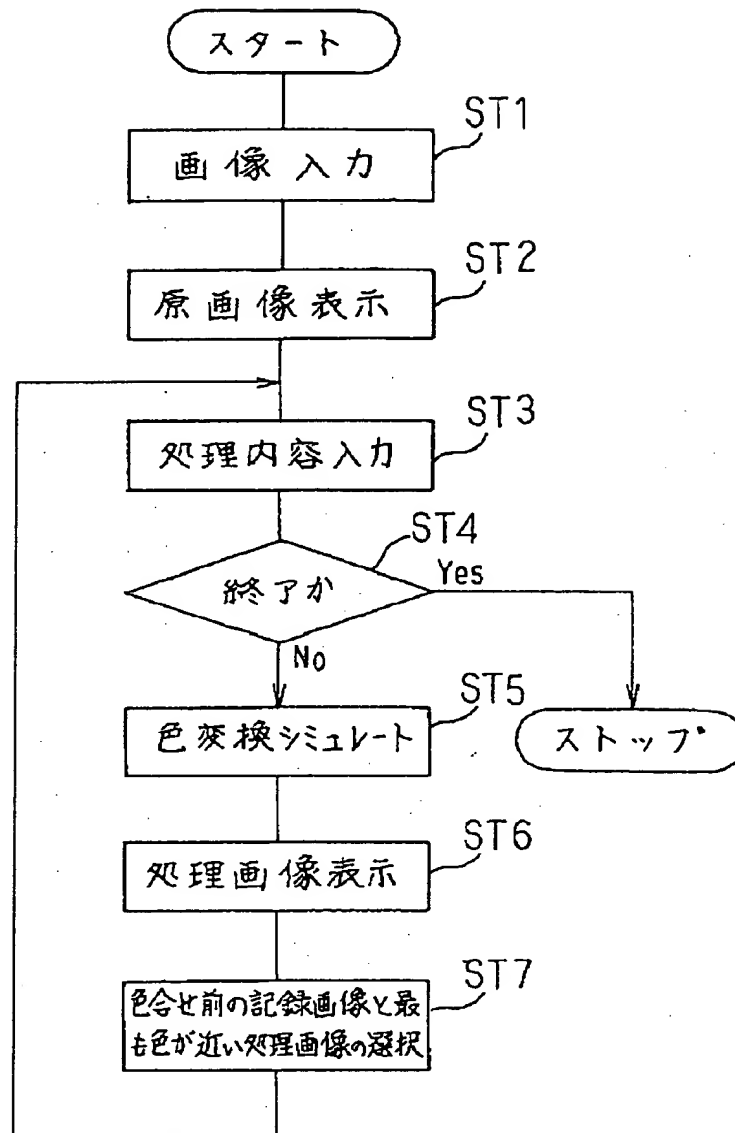 スタート
ST1
画像入力
ST2
原画像表示
ST3
処理内容入力
ST4
終了か
Yes
No
ST5
色変換シミュレート
ストップ
ST6
処理画像表示
ST7
色合せ前の記録画像と最
も色が近い処理画像の選択